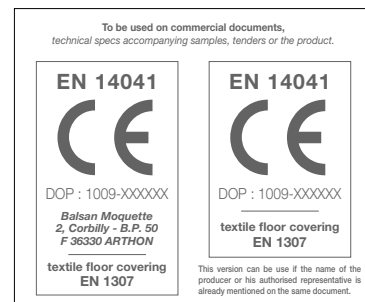 To be used on commercial documents,
technical specs accompanying samples, tenders or the product.
EN 14041
CE
DOP : 1009-XXXXXX
Balsan Moquette
2, Corbilly - B.P. 50
F 36330 ARTHON
textile floor covering
EN 1307
EN 14041
CE
DOP : 1009-XXXXXX
textile floor covering
EN 1307
This version can be use if the name of the
producer or his authorised representative is
already mentioned on the same document.